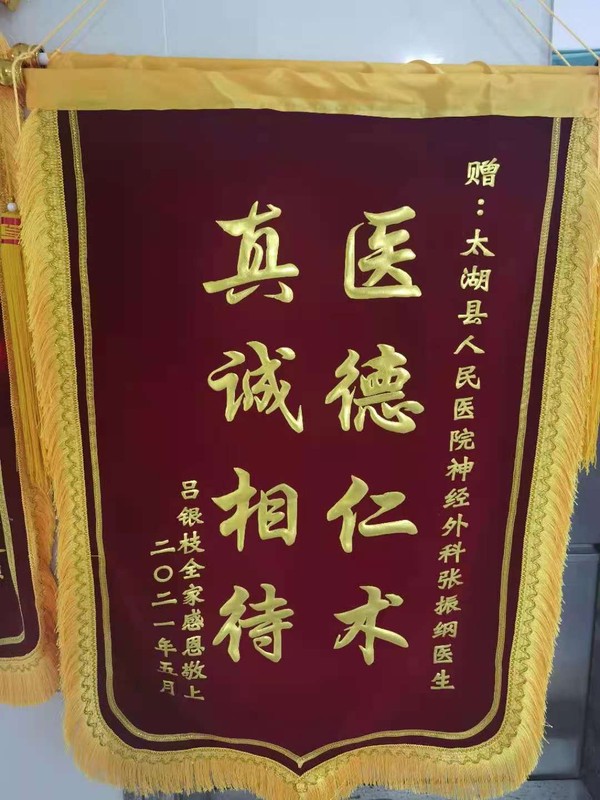 赠：太湖县人民医院神经外科张振纲医生
医德仁术
真诚相待
吕银枝全家感恩敬上
二〇二一年五月